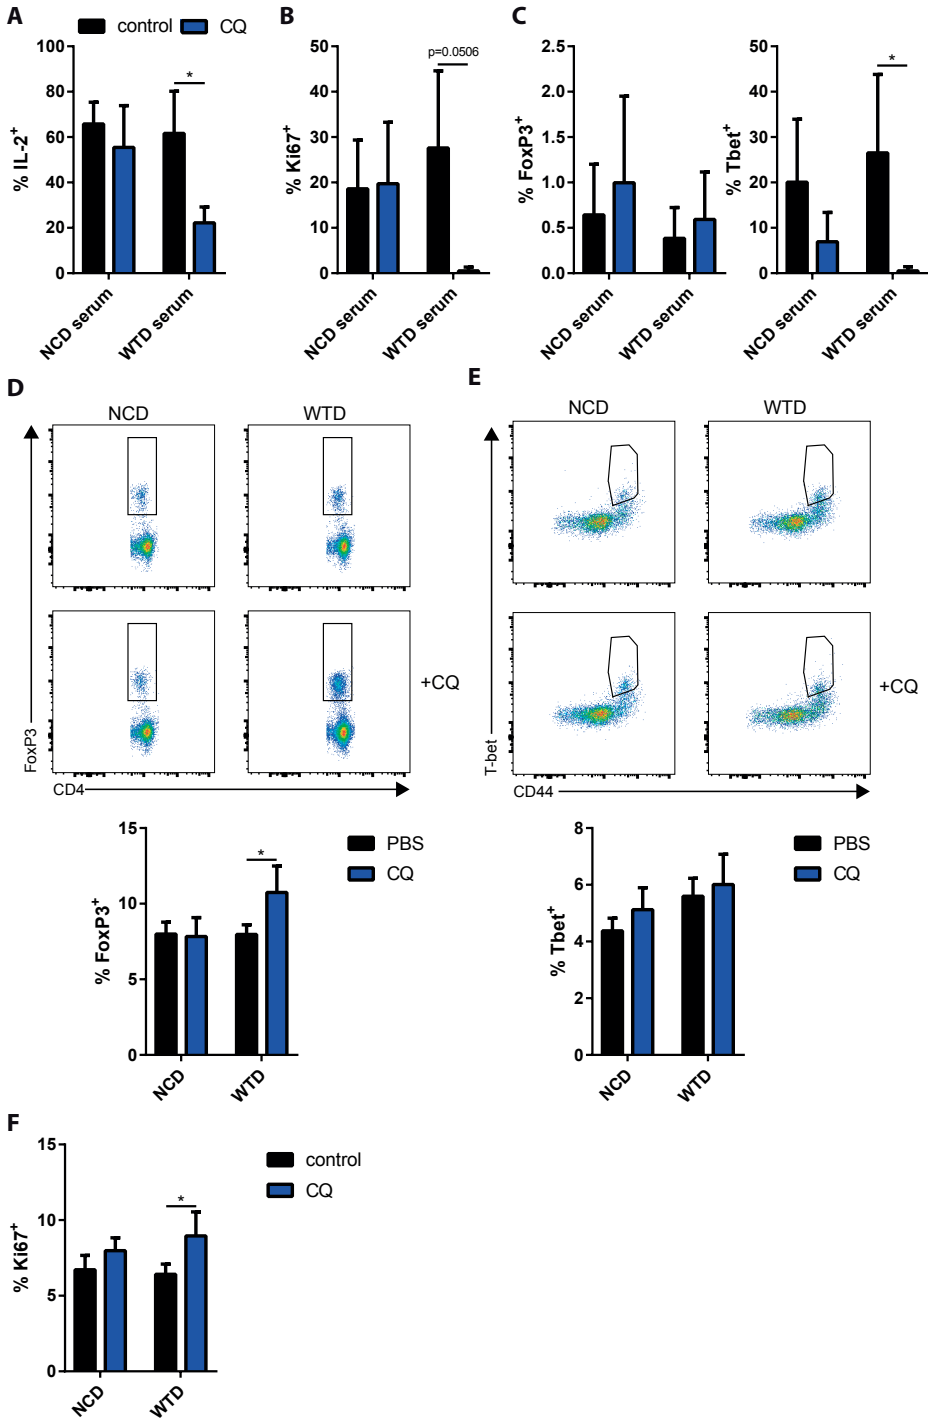 A
control
CQ
% IL-2+
100
80
60
40
20
0
*
NCD serum
WTD serum
B
% Ki67+
50
40
30
20
10
0
p=0.0506
NCD serum
WTD serum
C
% FoxP3+
2.5
2.0
1.5
1.0
0.5
0.0
NCD serum
WTD serum
% Tbet+
50
40
30
20
10
0
*
NCD serum
WTD serum
D
NCD
WTD
+CQ
FoxP3
CD4
% FoxP3+
15
10
5
0
*
NCD
WTD
PBS
CQ
E
NCD
WTD
+CQ
T-bet
CD44
% Tbet+
8
6
4
2
0
NCD
WTD
PBS
CQ
F
% Ki67+
15
10
5
0
*
NCD
WTD
control
CQ